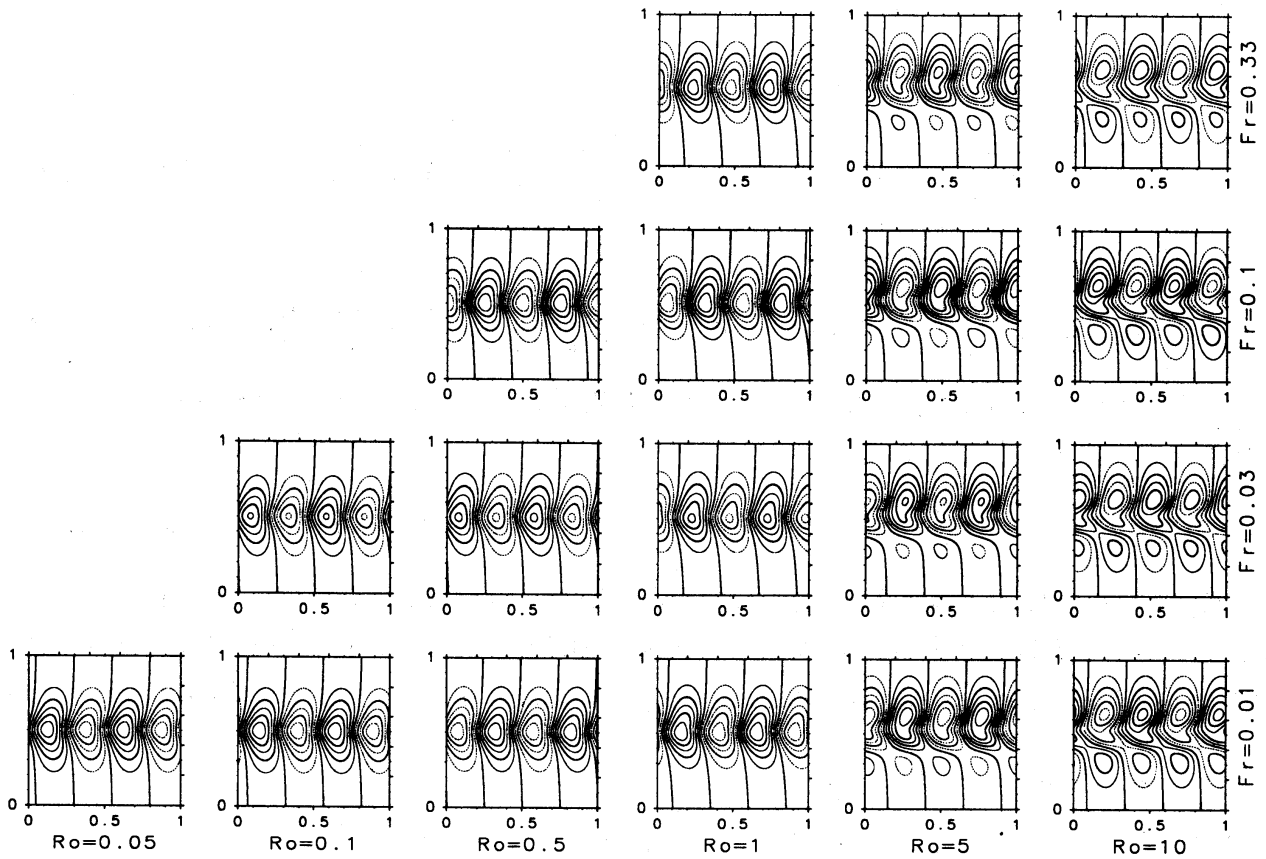 1 1 1
0 0 0
0 0.5 1 0 0.5 1 0 0.5 1
Fr=0.33
1 1 1 1
0 0 0 0
0 0.5 1 0 0.5 1 0 0.5 1 0 0.5 1
Fr=0.1
1 1 1 1 1
0 0 0 0 0
0 0.5 1 0 0.5 1 0 0.5 1 0 0.5 1 0 0.5 1
Fr=0.03
1 1 1 1 1 1
0 0 0 0 0 0
0 0.5 1 0 0.5 1 0 0.5 1 0 0.5 1 0 0.5 1 0 0.5 1
Fr=0.01
Ro=0.05 Ro=0.1 Ro=0.5 Ro=1 Ro=5 Ro=10